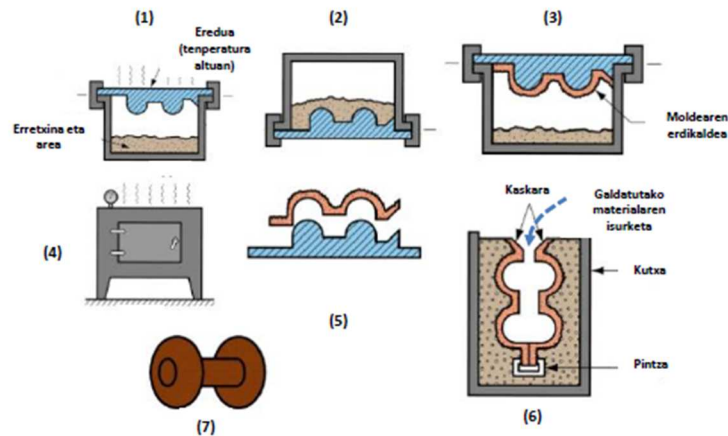 (1)
Eredua
(tenperatura
altuan)
Erretxina eta
area
(2)
(3)
Moldearen
erdikaldea
(4)
(5)
Kaskara
Galdatutako
materialaren
isurketa
Kutxa
Pintza
(6)
(7)